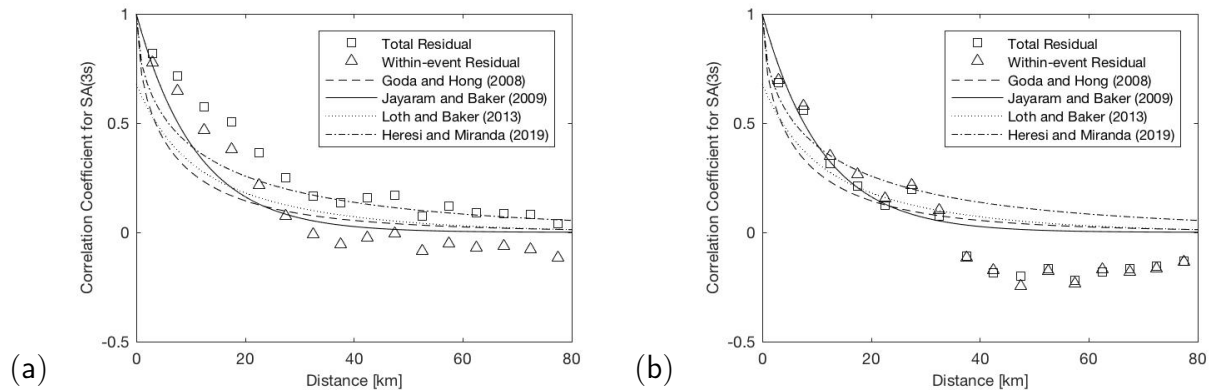 (a)
Correlation Coefficient for SA(3s)
1
0.5
0
-0.5
0
20
40
60
80
Distance [km]
Total Residual
Within-event Residual
Goda and Hong (2008)
Jayaram and Baker (2009)
Loth and Baker (2013)
Heresi and Miranda (2019)
(b)
Correlation Coefficient for SA(3s)
1
0.5
0
-0.5
0
20
40
60
80
Distance [km]
Total Residual
Within-event Residual
Goda and Hong (2008)
Jayaram and Baker (2009)
Loth and Baker (2013)
Heresi and Miranda (2019)